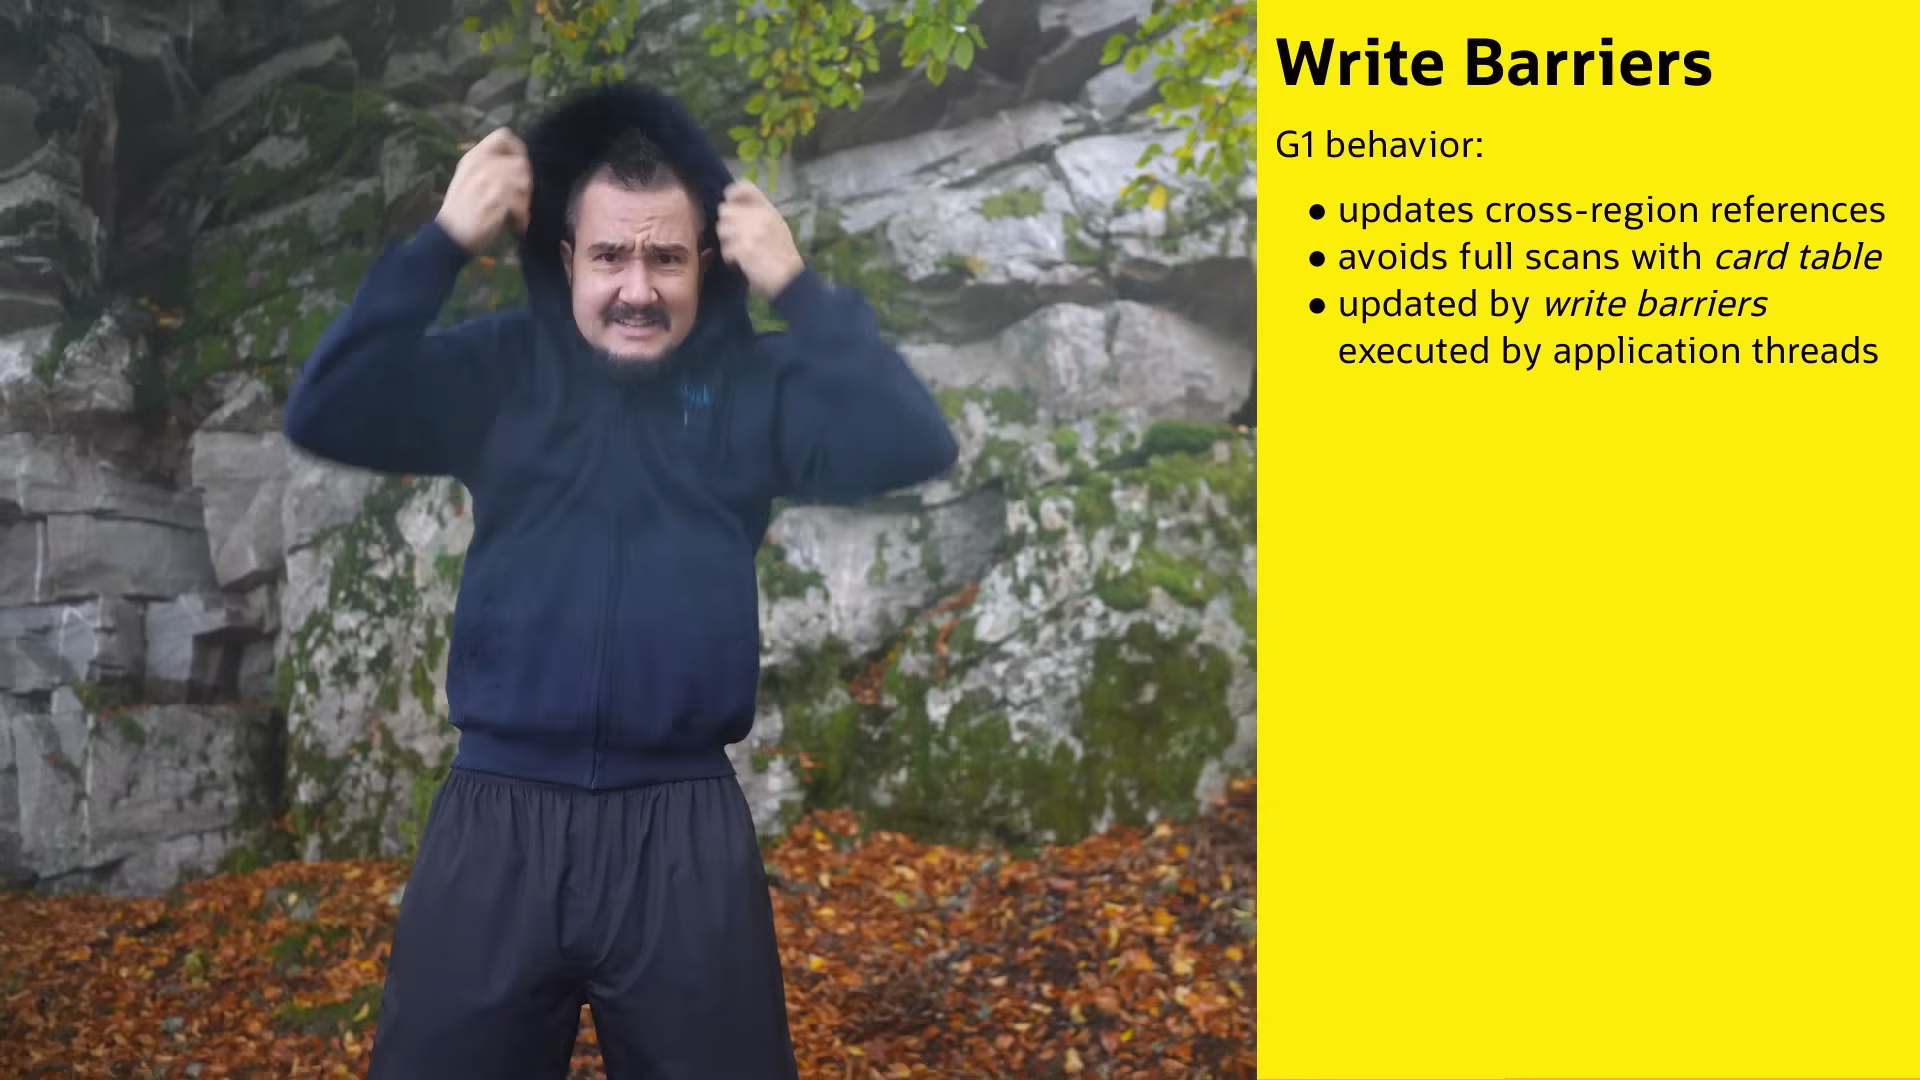 Write Barriers
G1 behavior:
● updates cross-region references
● avoids full scans with card table
● updated by write barriers
executed by application threads